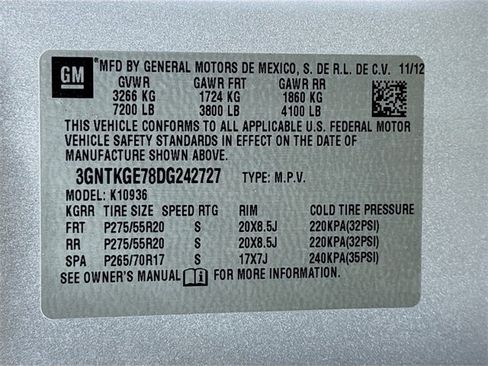 GM *MFD BY GENERAL MOTORS DE MEXICO, S. DE R.L. DE C.V. 11/12
GVWR GAWR FRT GAWR RR
3266 KG 1724 KG 1860 KG
7200 LB 3800 LB 4100 LB
THIS VEHICLE CONFORMS TO ALL APPLICABLE U.S. FEDERAL MOTOR
VEHICLE SAFETY STANDARDS IN EFFECT ON THE DATE OF
MANUFACTURE SHOWN ABOVE.
3GNTKGE78DG242727 TYPE: M.P.V.
MODEL: K10936
KGRR TIRE SIZE SPEED RTG RIM COLD TIRE PRESSURE
FRT P275/55R20 S 20X8.5J 220KPA(32PSI)
RR P275/55R20 S 20X8.5J 220KPA(32PSI)
SPA P265/70R17 S 17X7J 240KPA(35PSI)
SEE OWNER'S MANUAL FOR MORE INFORMATION.